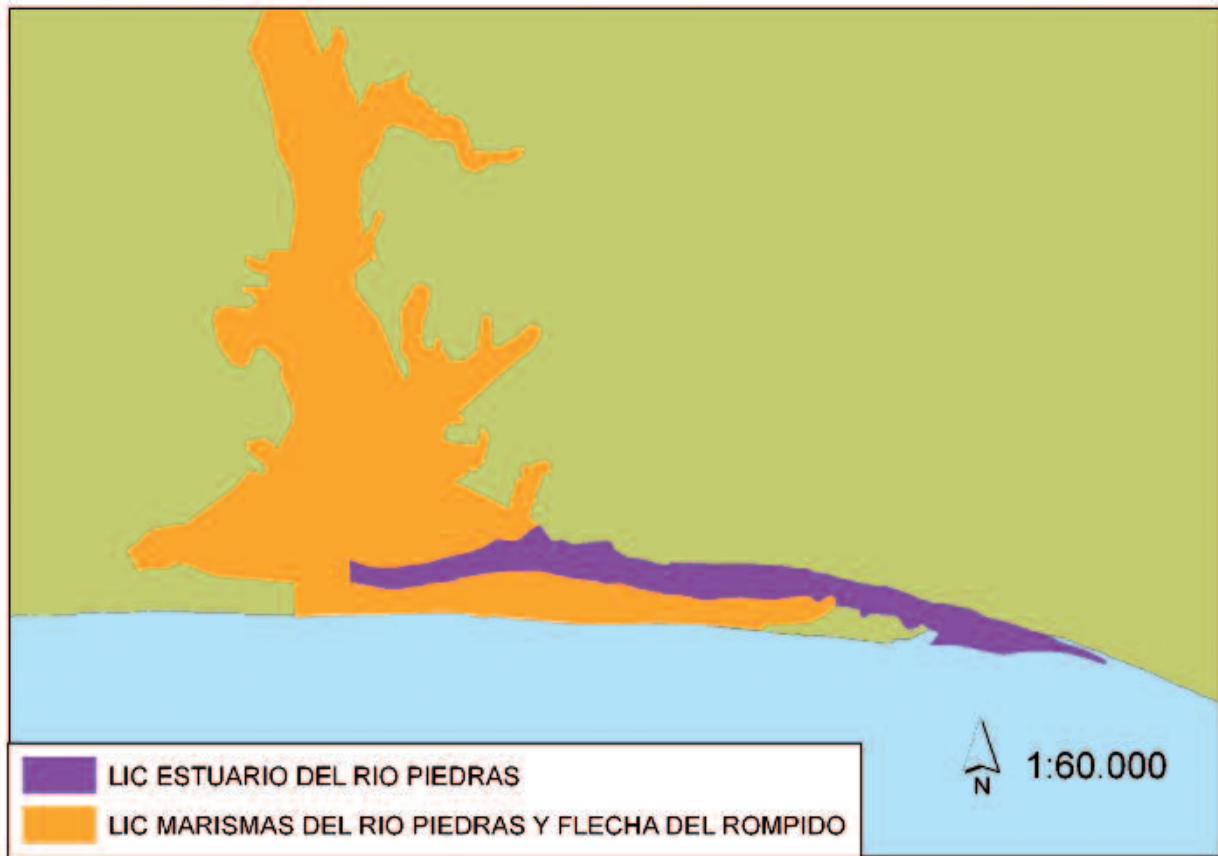 LIC ESTUARIO DEL RIO PIEDRAS
LIC MARISMAS DEL RIO PIEDRAS Y FLECHA DEL ROMPIDO
N
1:60.000